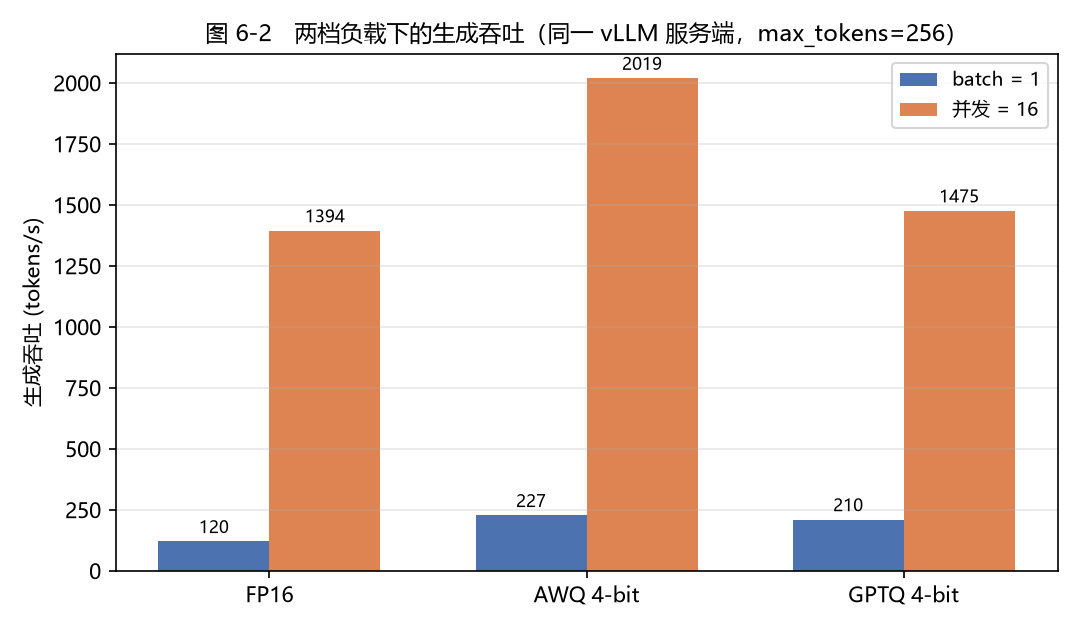 图 6-2 两档负载下的生成吞吐（同一 vLLM 服务端，max_tokens=256）
batch = 1
并发 = 16
生成吞吐 (tokens/s)
2000
1750
1500
1250
1000
750
500
250
0
120
1394
227
2019
210
1475
FP16
AWQ 4-bit
GPTQ 4-bit